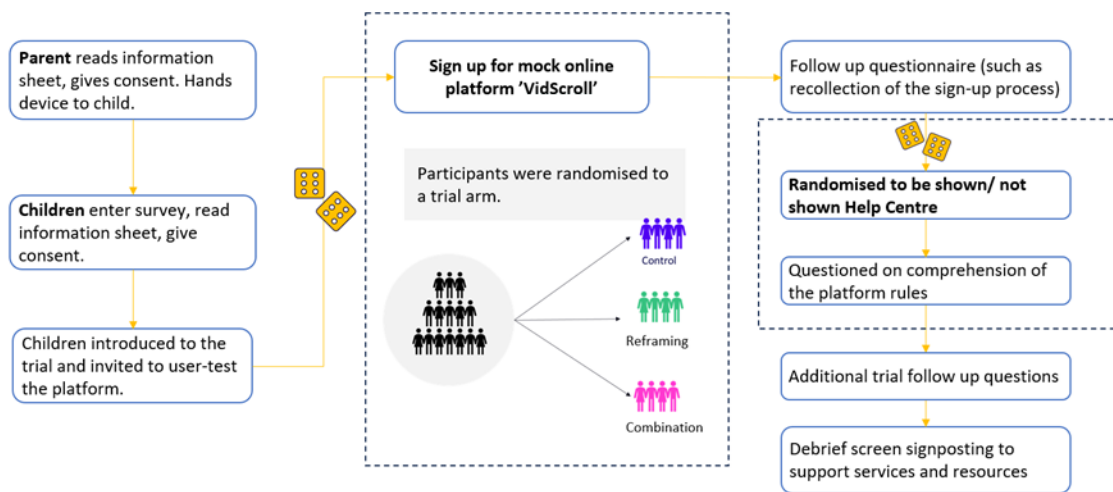 Parent reads information
sheet, gives consent. Hands
device to child.
Children enter survey, read
information sheet, give
consent.
Children introduced to the
trial and invited to user-test
the platform.
Sign up for mock online
platform ’VidScroll’
Participants were randomised to
a trial arm.
Control
Reframing
Combination
Follow up questionnaire (such as
recollection of the sign-up process)
Randomised to be shown/ not
shown Help Centre
Questioned on comprehension of
the platform rules
Additional trial follow up questions
Debrief screen signposting to
support services and resources